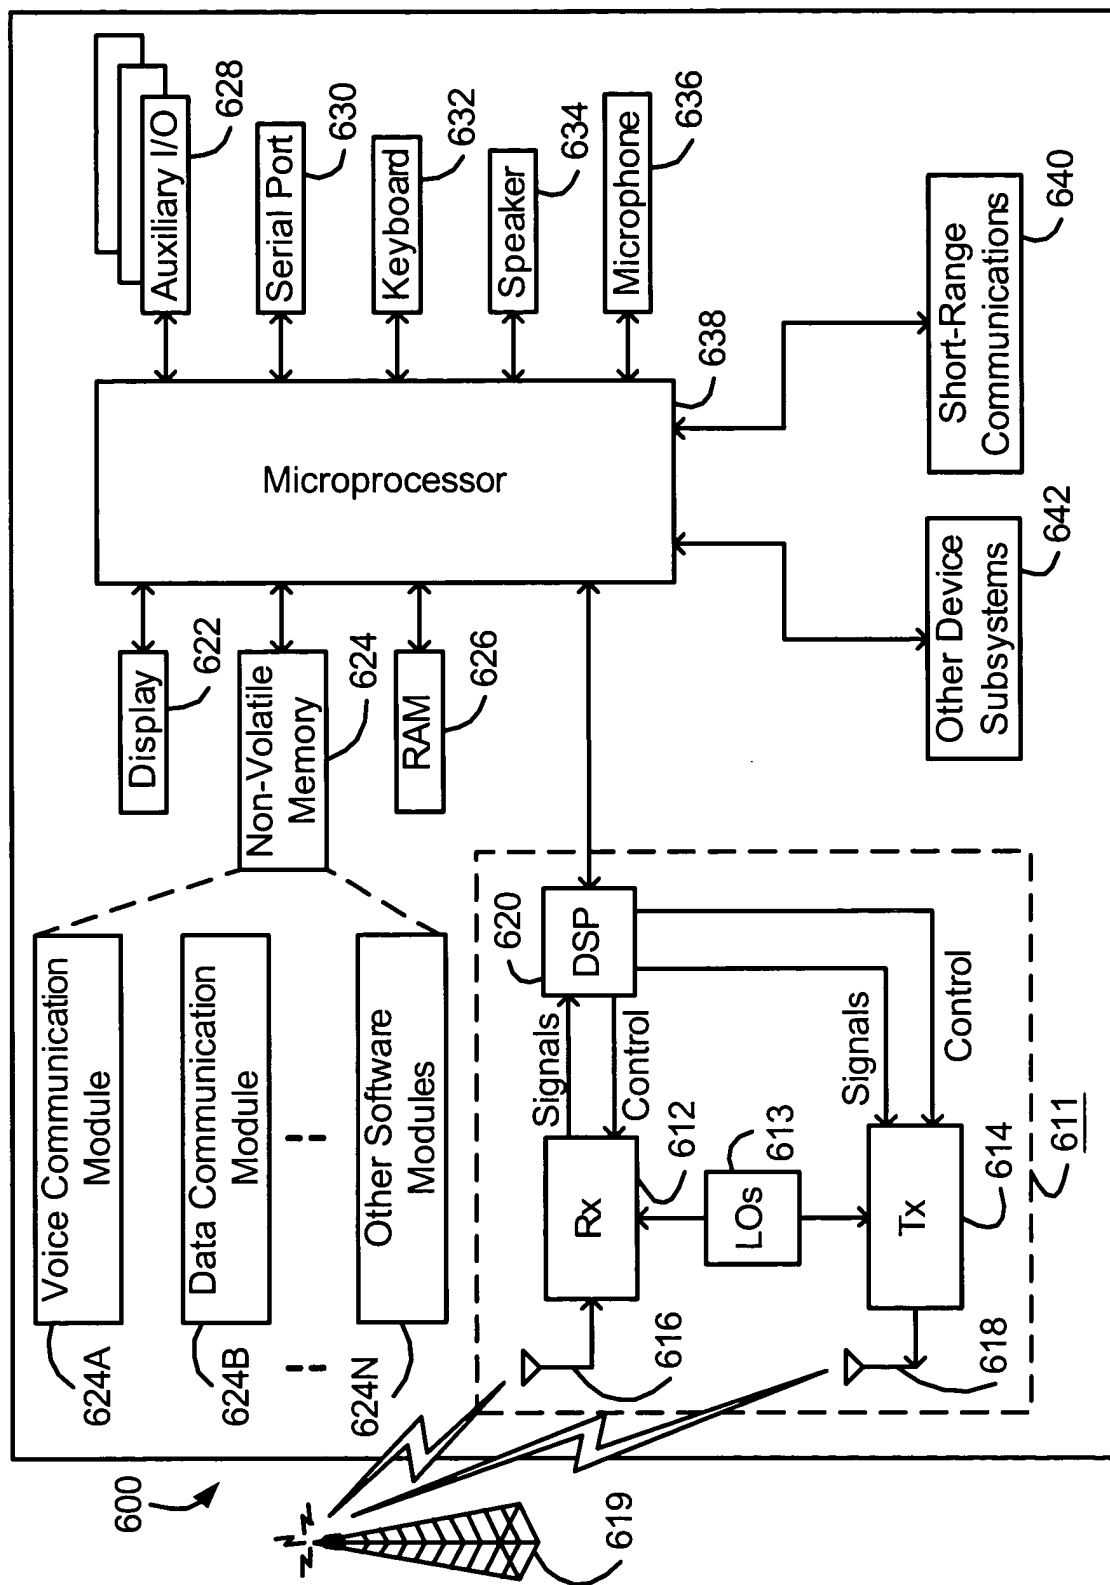 600
619
Voice Communication
Module
624A
Data Communication
Module
624B
Other Software
Modules
624N
Display
622
Non-Volatile
Memory
624
RAM
626
Microprocessor
638
Auxiliary I/O
628
Serial Port
630
Keyboard
632
Speaker
634
Microphone
636
Short-Range
Communications
640
Other Device
Subsystems
642
DSP
620
Signals
Control
Rx
612
616
LOs
613
Signals
Control
Tx
614
618
611